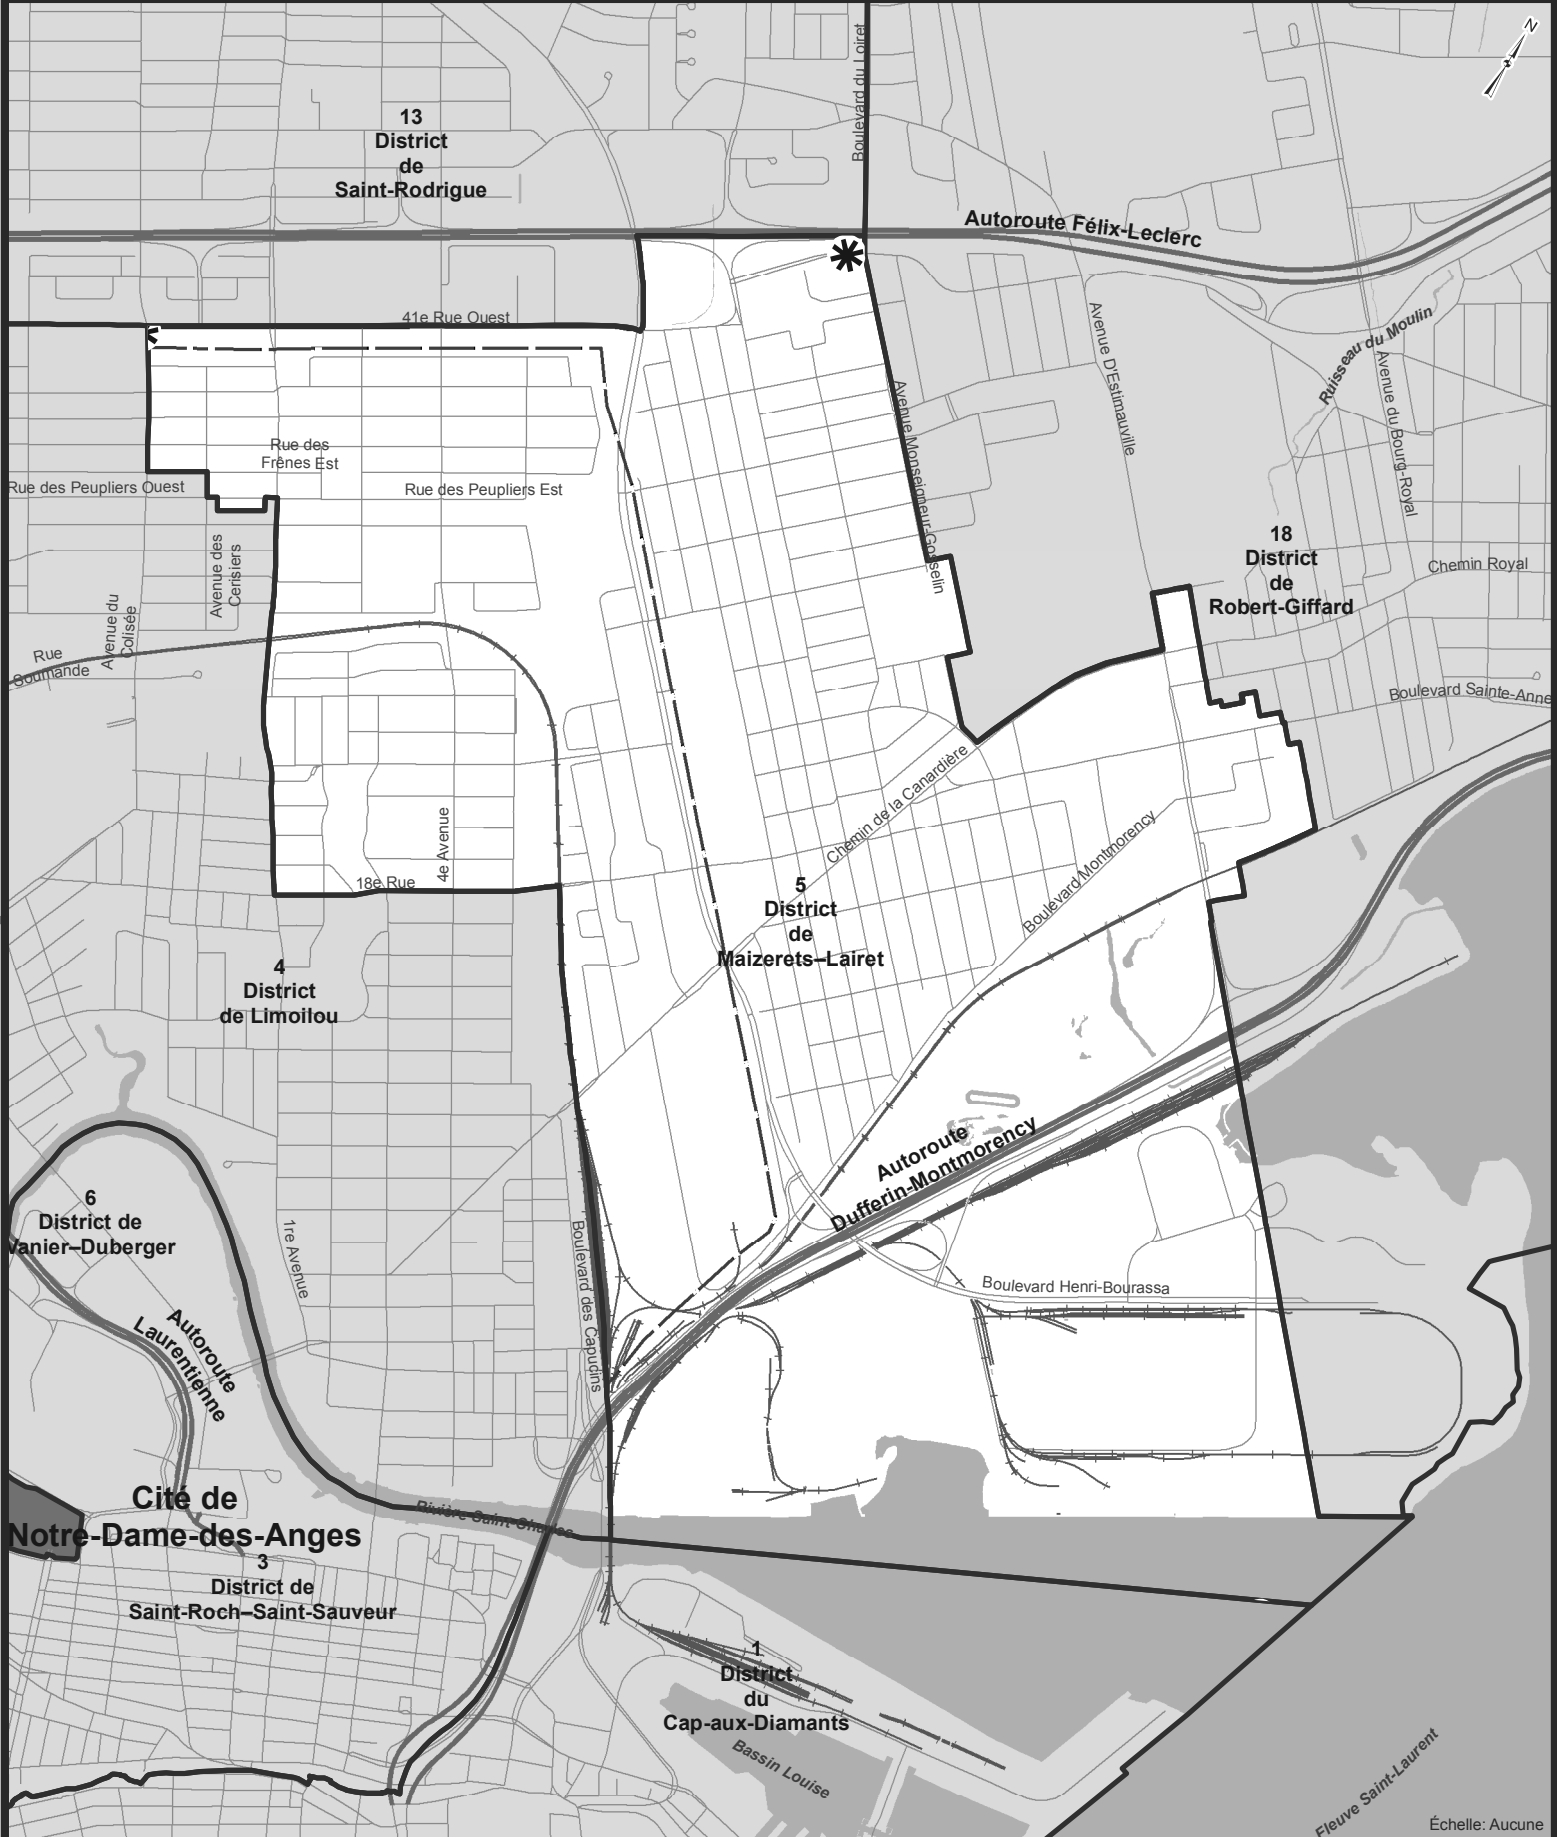 N
Boulevard du Loiret
13
District
de
Saint-Rodrigue
Autoroute Félix-Leclerc
41e Rue Ouest
Avenue D'Estimauville
Ruisseau du Moulin
Avenue du Bourg-Royal
Avenue Monseigneur-Gosselin
Rue des
Frênes Est
Rue des Peupliers Ouest
Rue des Peupliers Est
18
District
de
Robert-Giffard
Chemin Royal
Avenue des
Cerisiers
Avenue du
Colisée
Rue
Soumande
Boulevard Sainte-Anne
Chemin de la Canardière
4e Avenue
Boulevard Montmorency
18e Rue
5
District
de
Maizerets–Lairet
4
District
de Limoilou
Autoroute
Dufferin-Montmorency
6
District de
Vanier–Duberger
1re Avenue
Boulevard des Capucins
Boulevard Henri-Bourassa
Autoroute
Laurentienne
Cité de
Notre-Dame-des-Anges
Rivière Saint-Charles
3
District de
Saint-Roch–Saint-Sauveur
1
District
du
Cap-aux-Diamants
Bassin Louise
Fleuve Saint-Laurent
Échelle: Aucune